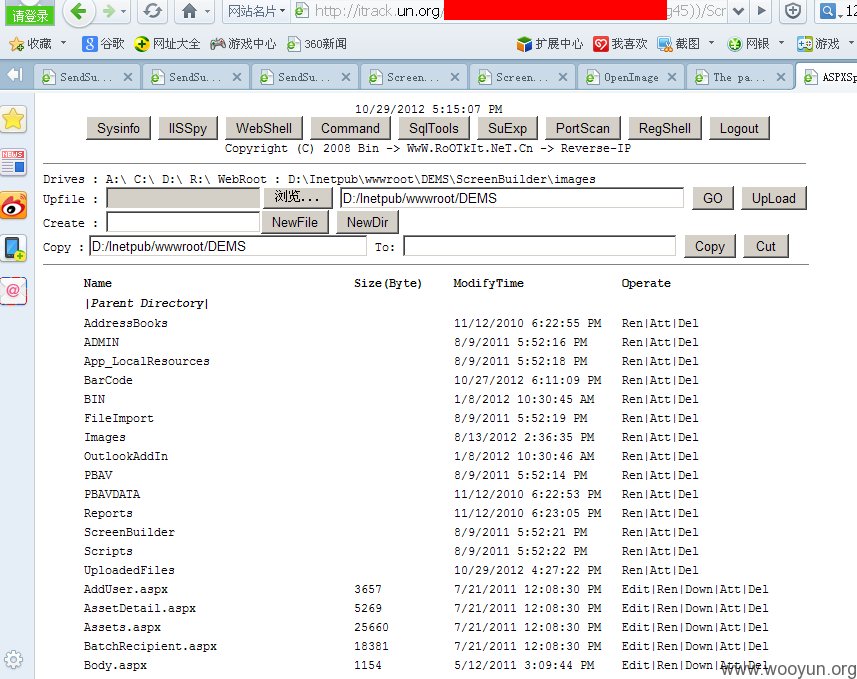 请登录 网站名片 http://itrack.un.org/ g45))/Scr 12
收藏 谷歌 网址大全 游戏中心 360新闻 扩展中心 我喜欢 截图 网银 游戏
SendSu... SendSu... SendSu... Screen... Screen... OpenImage The pa... ASPXSp
10/29/2012 5:15:07 PM
Sysinfo IISSpy WebShell Command SqlTools SuExp PortScan RegShell Logout
Copyright (C) 2008 Bin -> WwW.RoOTkIt.NeT.Cn -> Reverse-IP
Drives : A:\ C:\ D:\ R:\ WebRoot : D:\Inetpub\wwwroot\DEMS\ScreenBuilder\images
Upfile : 浏览... D:/Inetpub/wwwroot/DEMS GO UpLoad
Create : NewFile NewDir
Copy : D:/Inetpub/wwwroot/DEMS To: Copy Cut
Name Size(Byte) ModifyTime Operate
|Parent Directory|
AddressBooks 11/12/2010 6:22:55 PM Ren|Att|Del
ADMIN 8/9/2011 5:52:16 PM Ren|Att|Del
App_LocalResources 8/9/2011 5:52:18 PM Ren|Att|Del
BarCode 10/27/2012 6:11:09 PM Ren|Att|Del
BIN 1/8/2012 10:30:45 AM Ren|Att|Del
FileImport 8/9/2011 5:52:19 PM Ren|Att|Del
Images 8/13/2012 2:36:35 PM Ren|Att|Del
OutlookAddIn 1/8/2012 10:30:46 AM Ren|Att|Del
PBAV 8/9/2011 5:52:14 PM Ren|Att|Del
PBAVDATA 11/12/2010 6:22:53 PM Ren|Att|Del
Reports 11/12/2010 6:23:05 PM Ren|Att|Del
ScreenBuilder 8/9/2011 5:52:21 PM Ren|Att|Del
Scripts 8/9/2011 5:52:22 PM Ren|Att|Del
UploadedFiles 10/29/2012 4:27:22 PM Ren|Att|Del
AddUser.aspx 3657 7/21/2011 12:08:30 PM Edit|Ren|Down|Att|Del
AssetDetail.aspx 5269 7/21/2011 12:08:30 PM Edit|Ren|Down|Att|Del
Assets.aspx 25660 7/21/2011 12:08:30 PM Edit|Ren|Down|Att|Del
BatchRecipient.aspx 18381 7/21/2011 12:08:30 PM Edit|Ren|Down|Att|Del
Body.aspx 1154 5/12/2011 3:09:44 PM Edit|Ren|Down|Att|Del
NEWS
@
www.wooyun.org